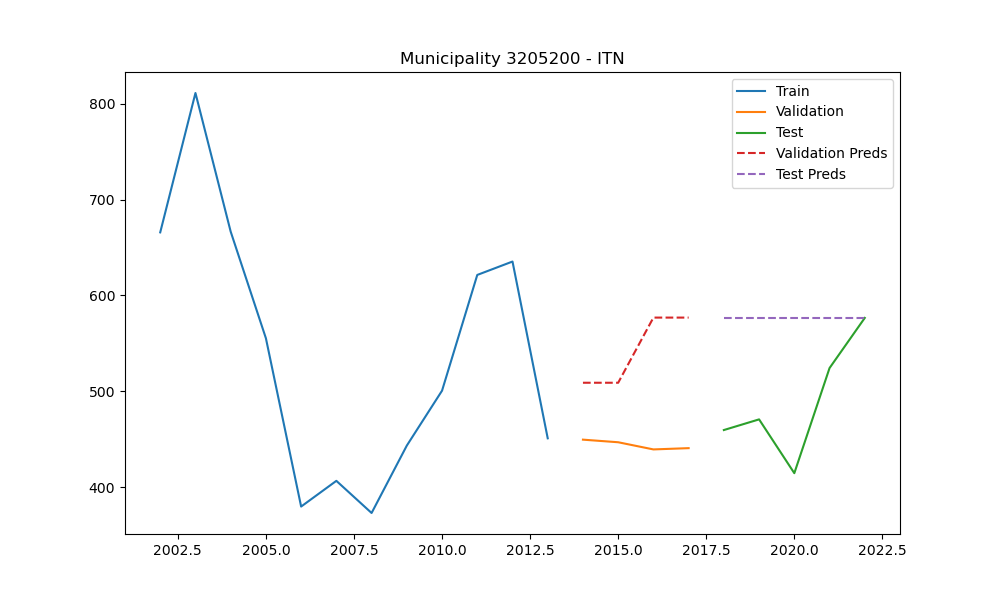 Municipality 3205200 - ITN
800
700
600
500
400
Train
Validation
Test
Validation Preds
Test Preds
2002.5 2005.0 2007.5 2010.0 2012.5 2015.0 2017.5 2020.0 2022.5